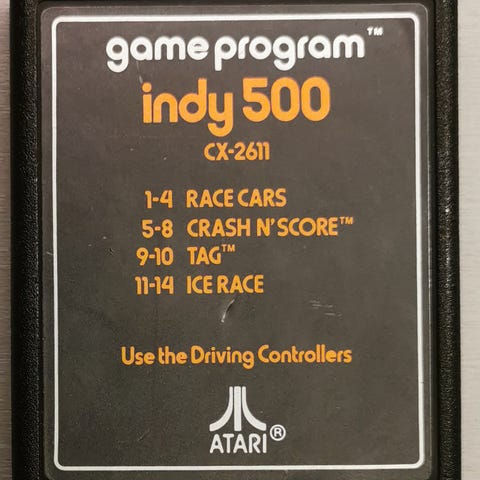 game program™
indy 500
CX-2611
1-4 RACE CARS
5-8 CRASH N' SCORE™
9-10 TAG™
11-14 ICE RACE
Use the Driving Controllers
ATARI®